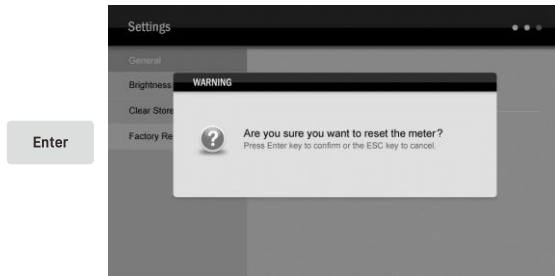 Settings
General
Brightness
WARNING
Clear Store
Factory Re
Are you sure you want to reset the meter?
Press Enter key to confirm or the ESC key to cancel.
Enter